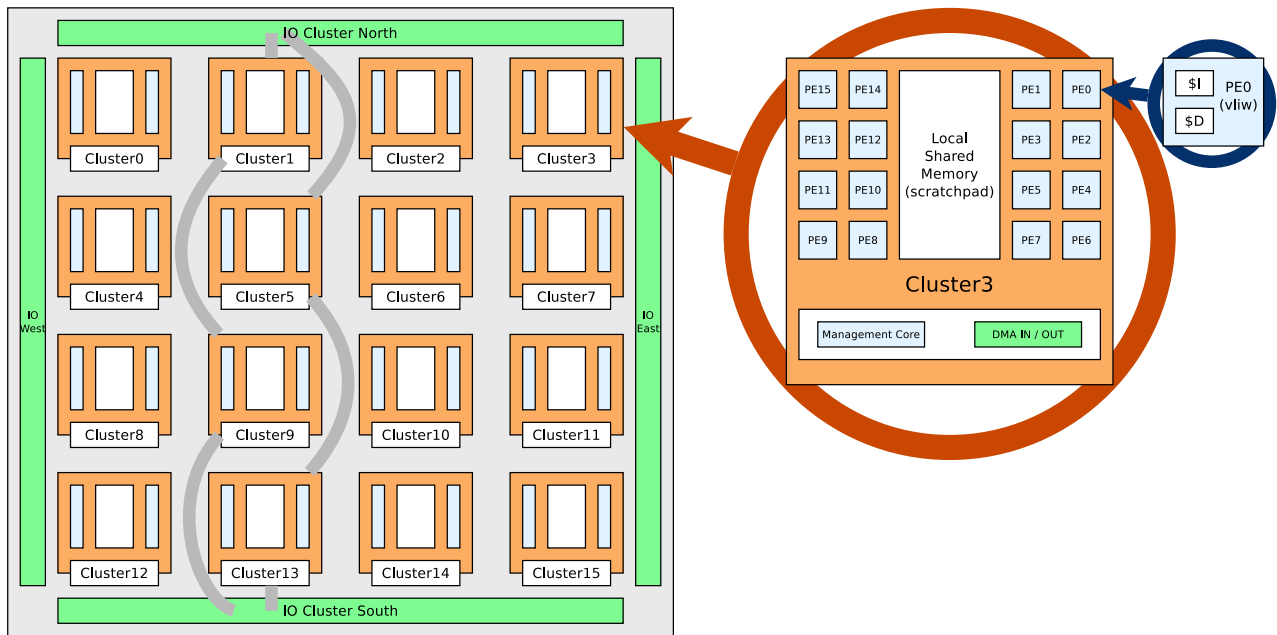 IO Cluster North
IO
West
IO
East
Cluster0
Cluster1
Cluster2
Cluster3
Cluster4
Cluster5
Cluster6
Cluster7
Cluster8
Cluster9
Cluster10
Cluster11
Cluster12
Cluster13
Cluster14
Cluster15
IO Cluster South
PE15
PE14
PE13
PE12
PE11
PE10
PE9
PE8
Local
Shared
Memory
(scratchpad)
PE1
PE0
PE3
PE2
PE5
PE4
PE7
PE6
Cluster3
Management Core
DMA IN / OUT
$I
$D
PE0
(vliw)